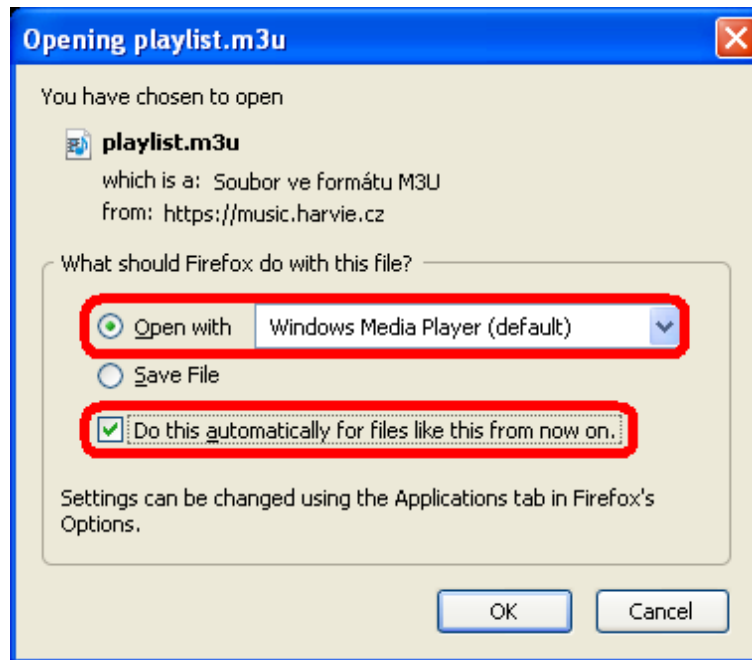 Opening playlist.m3u
You have chosen to open
playlist.m3u
which is a: Soubor ve formátu M3U
from: https://music.harvie.cz
What should Firefox do with this file?
Open with Windows Media Player (default)
Save File
Do this automatically for files like this from now on.
Settings can be changed using the Applications tab in Firefox's
Options.
OK Cancel